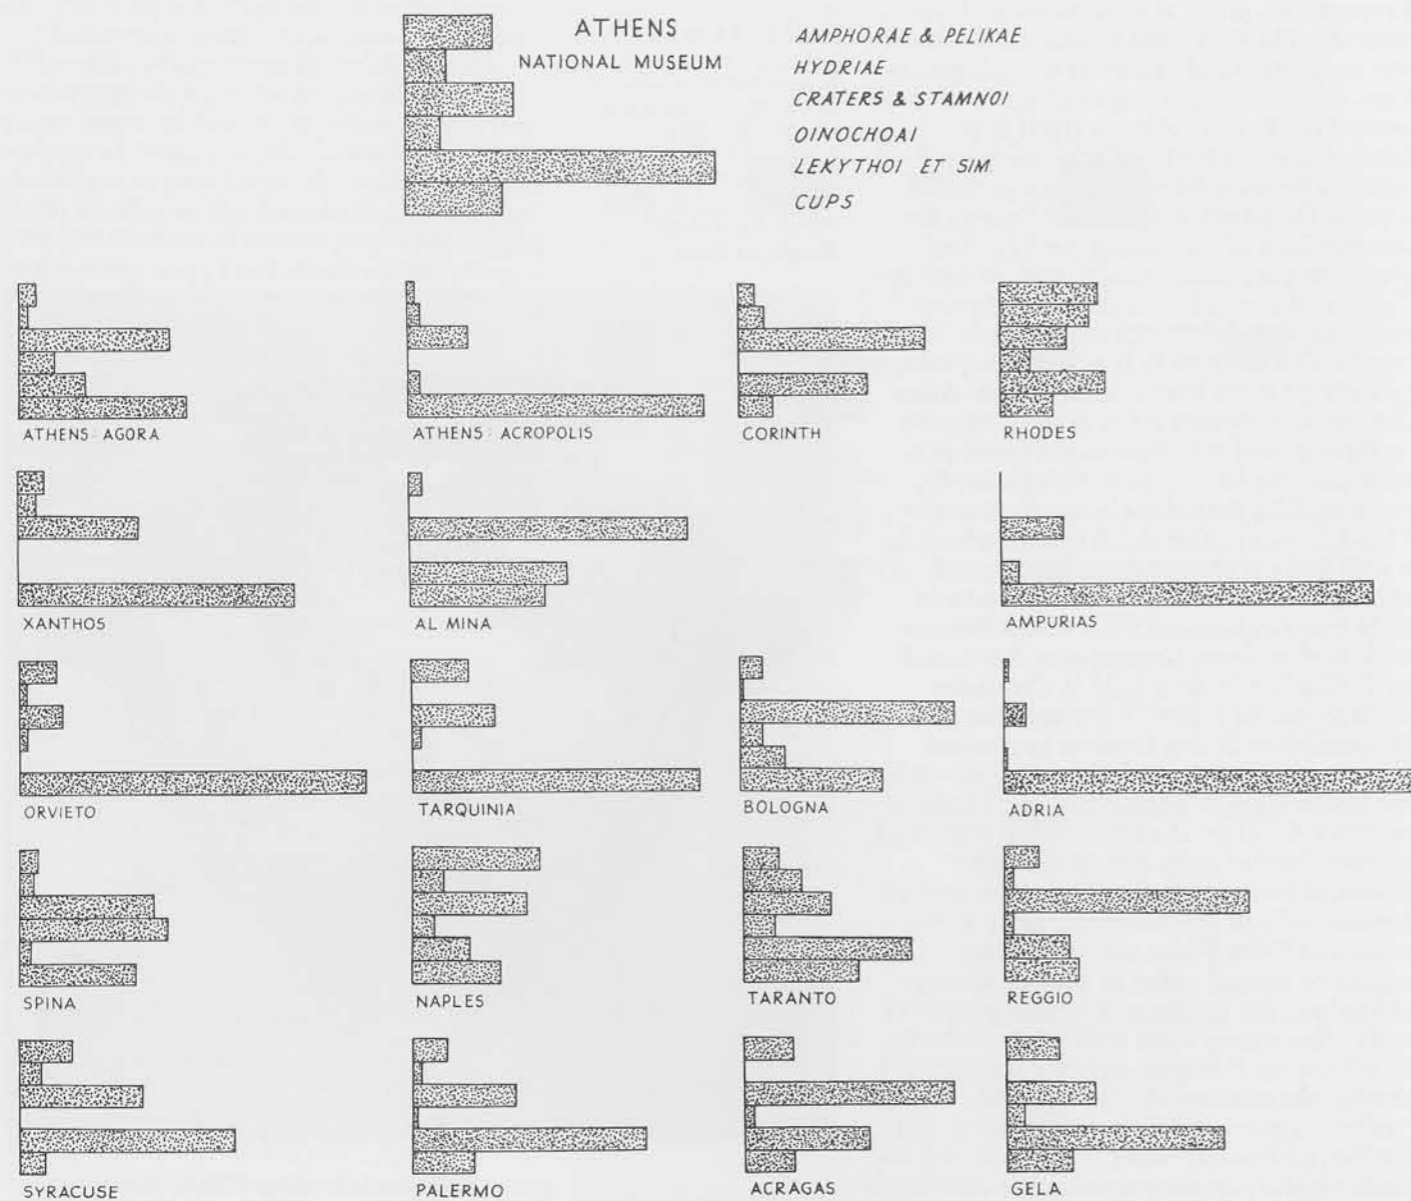 ATHENS
NATIONAL MUSEUM
AMPHORAE & PELIKAE
HYDRIAE
CRATERS & STAMNOI
OINOCHOAI
LEKYTHOI ET SIM.
CUPS
ATHENS: AGORA
ATHENS: ACROPOLIS
CORINTH
RHODES
XANTHOS
AL MINA
AMPURIAS
ORVIETO
TARQUINIA
BOLOGNA
ADRIA
SPINA
NAPLES
TARANTO
REGGIO
SYRACUSE
PALERMO
ACRAGAS
GELA